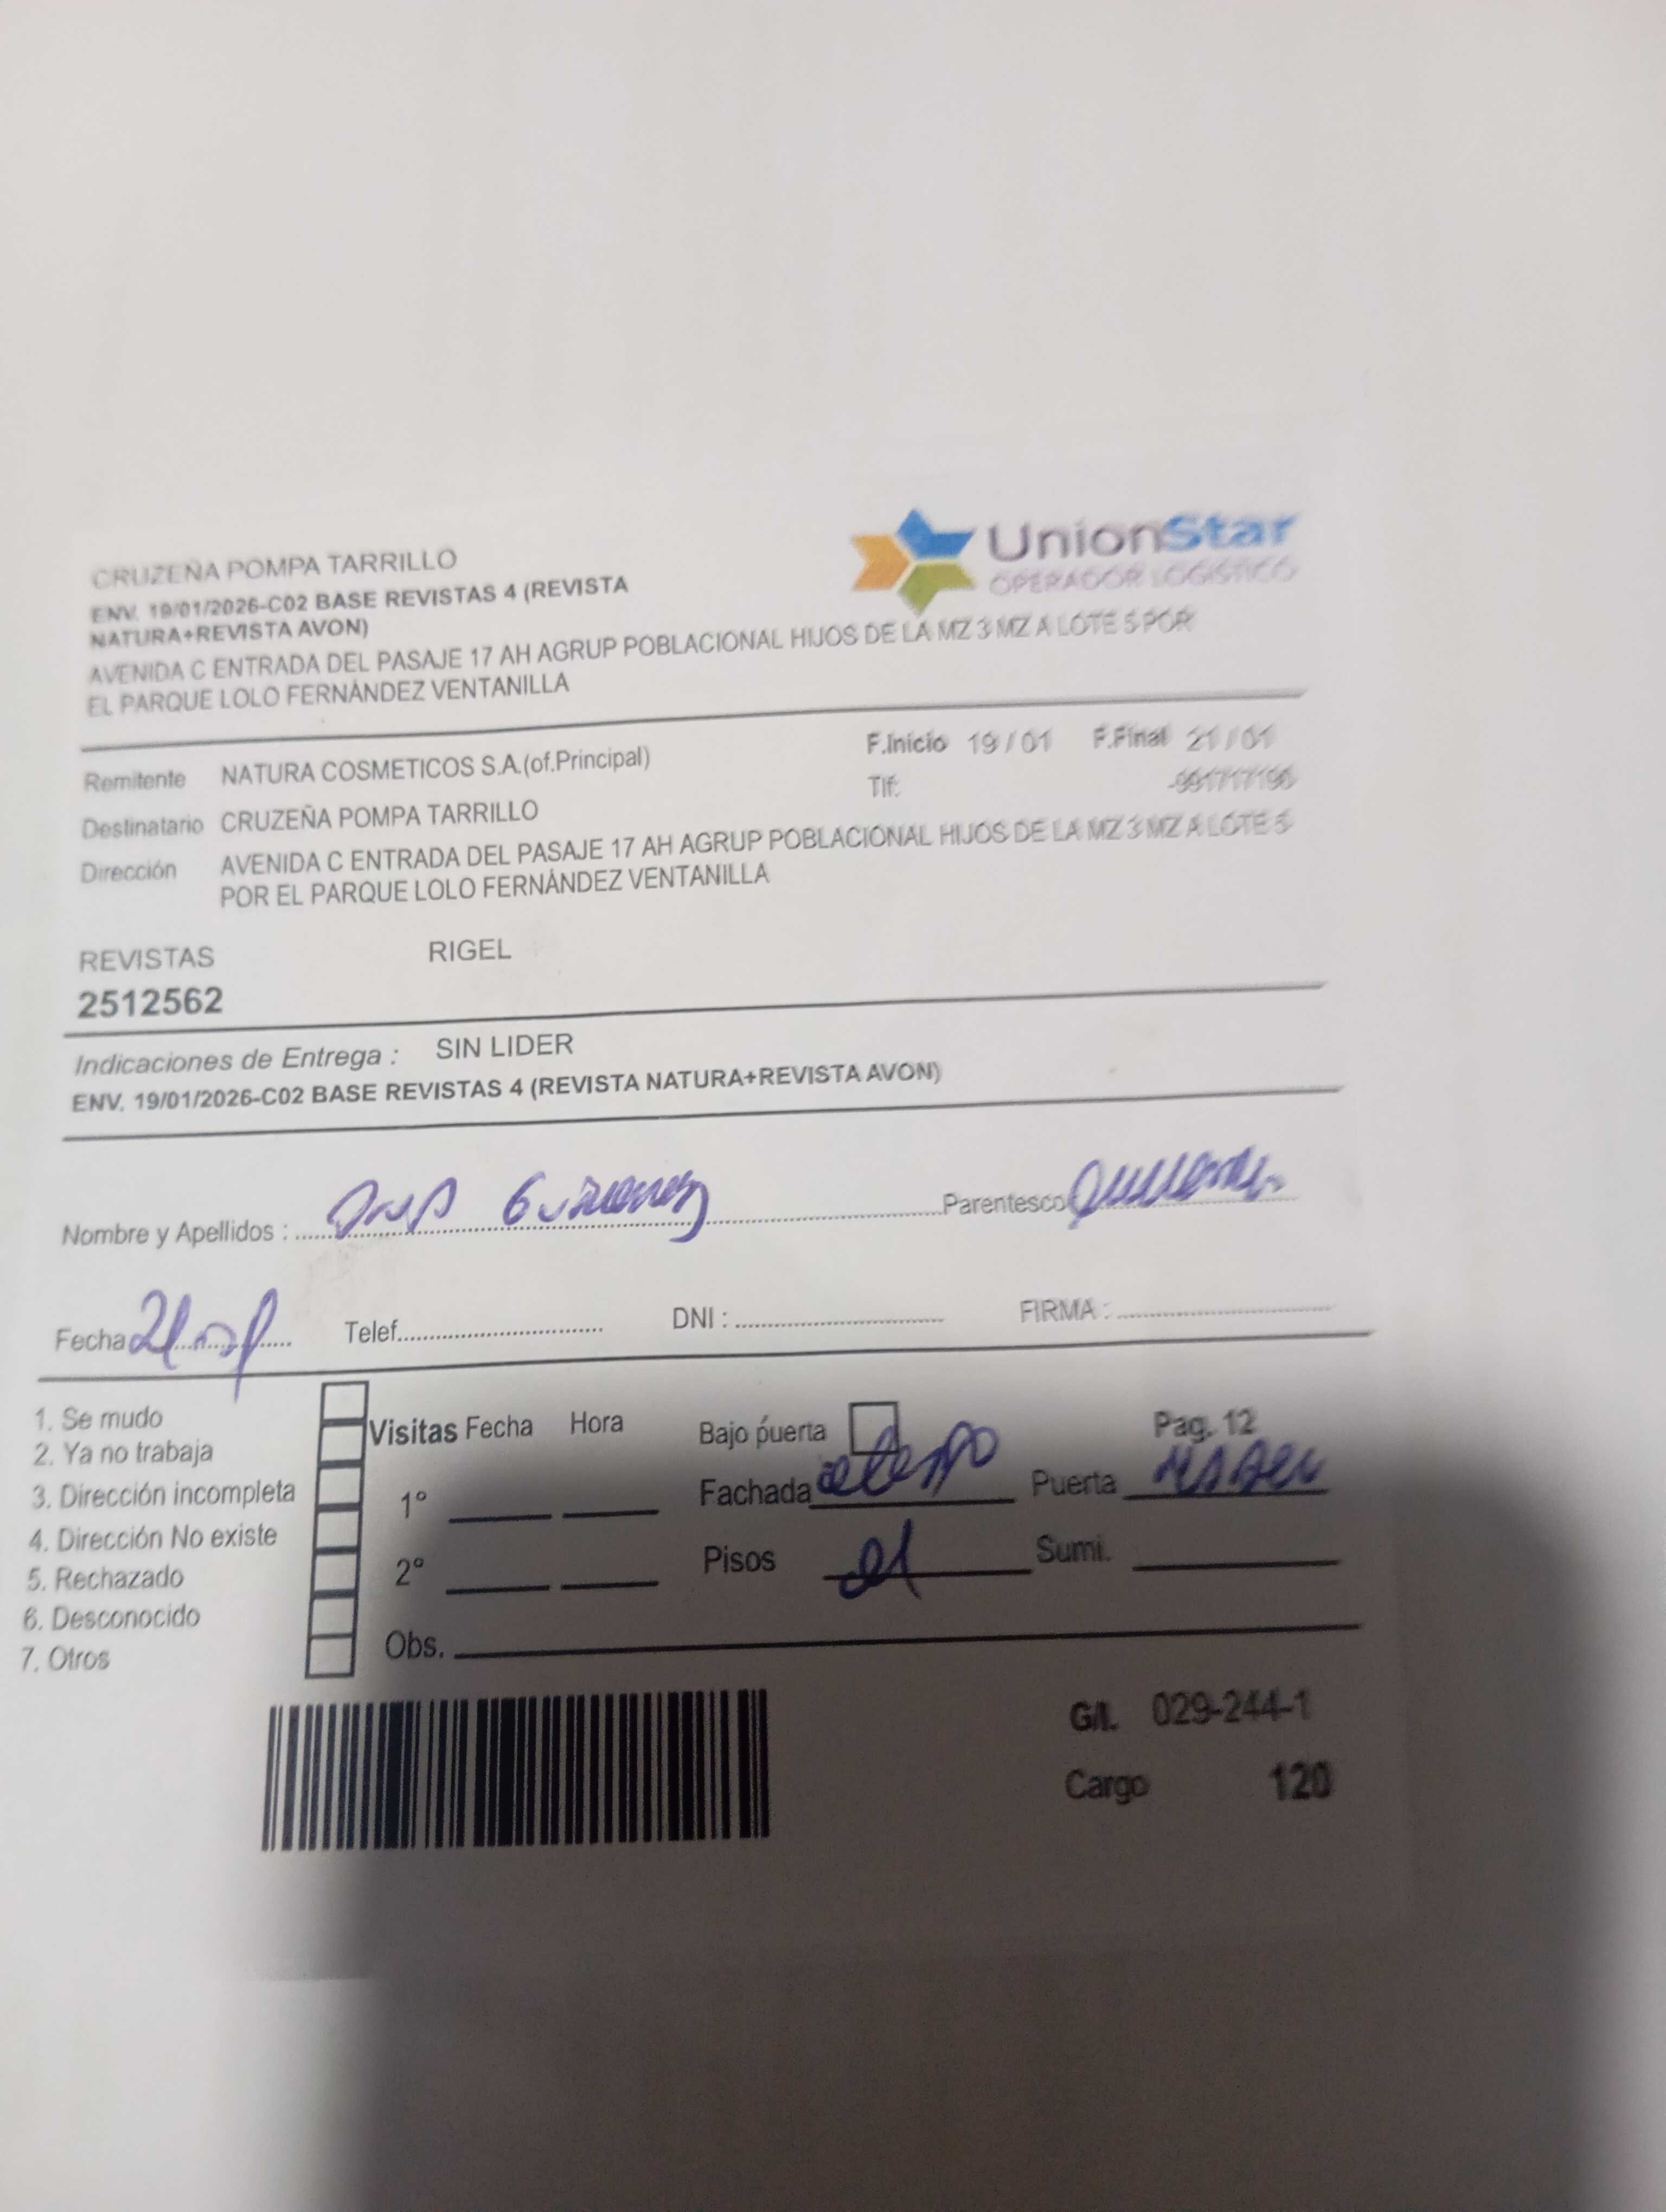 UnionStar
OPERADOR LOGÍSTICO
CRUZEÑA POMPA TARRILLO
ENV. 19/01/2026-C02 BASE REVISTAS 4 (REVISTA
NATURA+REVISTA AVON)
AVENIDA C ENTRADA DEL PASAJE 17 AH AGRUP POBLACIONAL HIJOS DE LA MZ 3 MZ A LOTE 5 POR
EL PARQUE LOLO FERNÁNDEZ VENTANILLA
Remitente NATURA COSMETICOS S.A.(of.Principal) F.Inicio 19/01 F.Final 21/01
Tlf:
Destinatario CRUZEÑA POMPA TARRILLO
Dirección AVENIDA C ENTRADA DEL PASAJE 17 AH AGRUP POBLACIONAL HIJOS DE LA MZ 3 MZ A LOTE 5
POR EL PARQUE LOLO FERNÁNDEZ VENTANILLA
REVISTAS RIGEL
2512562
Indicaciones de Entrega : SIN LIDER
ENV. 19/01/2026-C02 BASE REVISTAS 4 (REVISTA NATURA+REVISTA AVON)
Nombre y Apellidos : Parentesco
Fecha Telef. DNI : FIRMA :
1. Se mudo
2. Ya no trabaja
3. Dirección incompleta
4. Dirección No existe
5. Rechazado
6. Desconocido
7. Otros
Visitas Fecha Hora Bajo puerta Pag. 12
1° Fachada Puerta
2° Pisos Sumi.
Obs.
G/L 029-244-1
Cargo 120